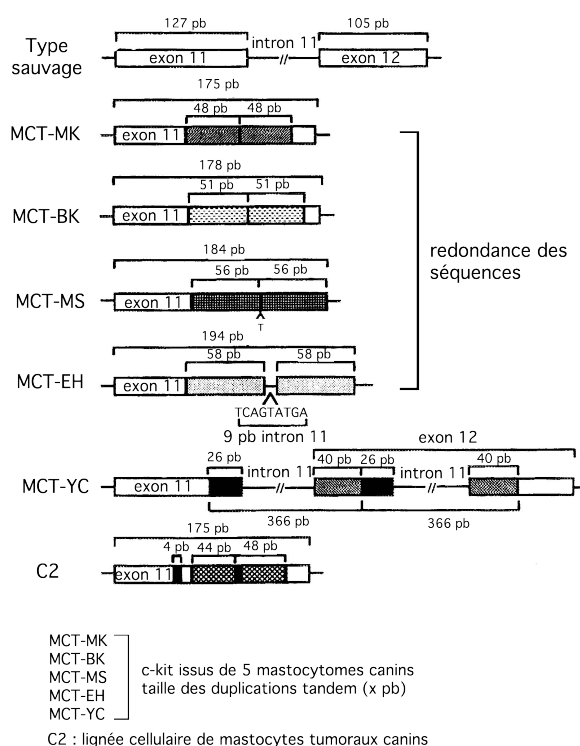 127 pb
105 pb
Type sauvage
intron 11
exon 11
exon 12
175 pb
48 pb 48 pb
MCT-MK
exon 11
178 pb
51 pb 51 pb
MCT-BK
exon 11
redondance des
séquences
184 pb
56 pb 56 pb
MCT-MS
exon 11
T
194 pb
58 pb 58 pb
MCT-EH
exon 11
TCAGTATGA
9 pb intron 11
exon 12
26 pb
intron 11
40 pb 26 pb
intron 11
40 pb
MCT-YC
exon 11
366 pb
366 pb
175 pb
4 pb 44 pb 48 pb
C2
exon 11
MCT-MK
MCT-BK
MCT-MS
MCT-EH
MCT-YC
c-kit issus de 5 mastocytomes canins
taille des duplications tandem (x pb)
C2 : lignée cellulaire de mastocytes tumoraux canins